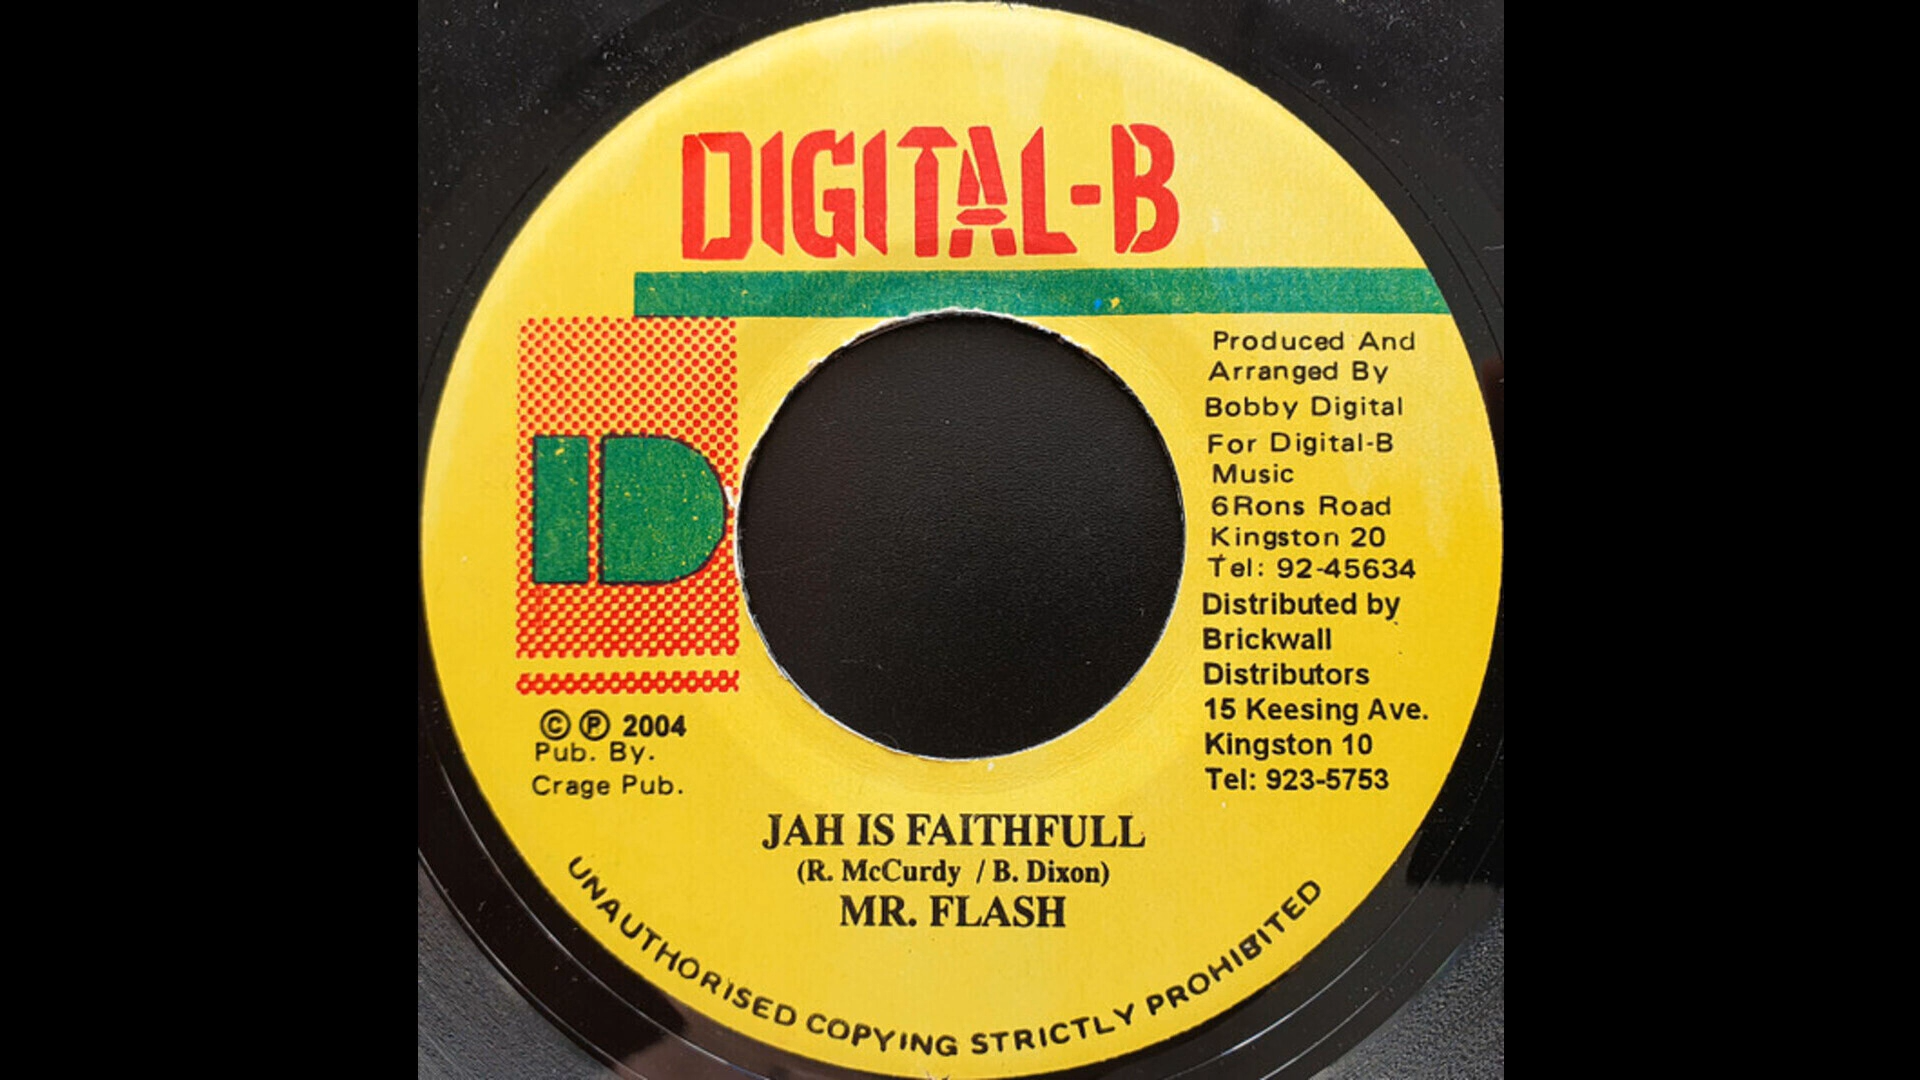 DIGITAL-B
Produced And
Arranged By
Bobby Digital
For Digital-B
Music
6Rons Road
Kingston 20
Tel: 92-45634
Distributed by
Brickwall
Distributors
15 Keesing Ave.
Kingston 10
Tel: 923-5753
D
© ℗ 2004
Pub. By.
Crage Pub.
JAH IS FAITHFULL
(R. McCurdy / B. Dixon)
MR. FLASH
UNAUTHORISED COPYING STRICTLY PROHIBITED